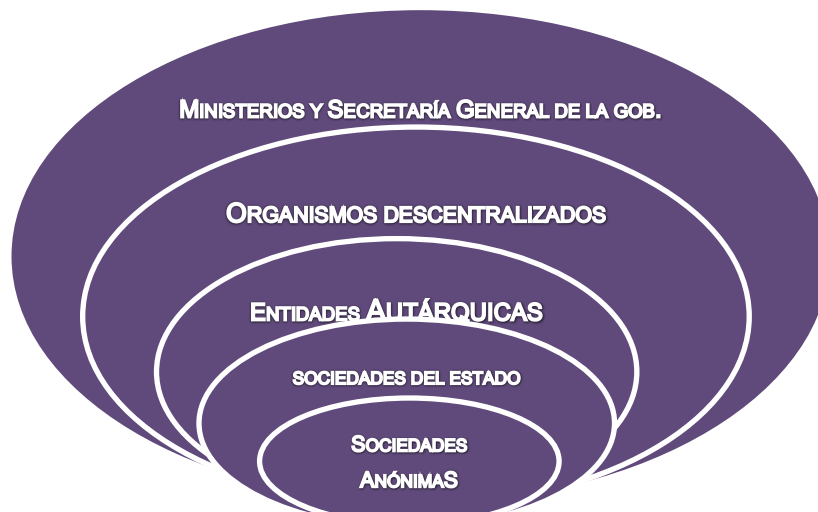 Ministerios y Secretaría General de la gob.
Organismos descentralizados
Entidades Autárquicas
sociedades del estado
Sociedades
AnónimaS